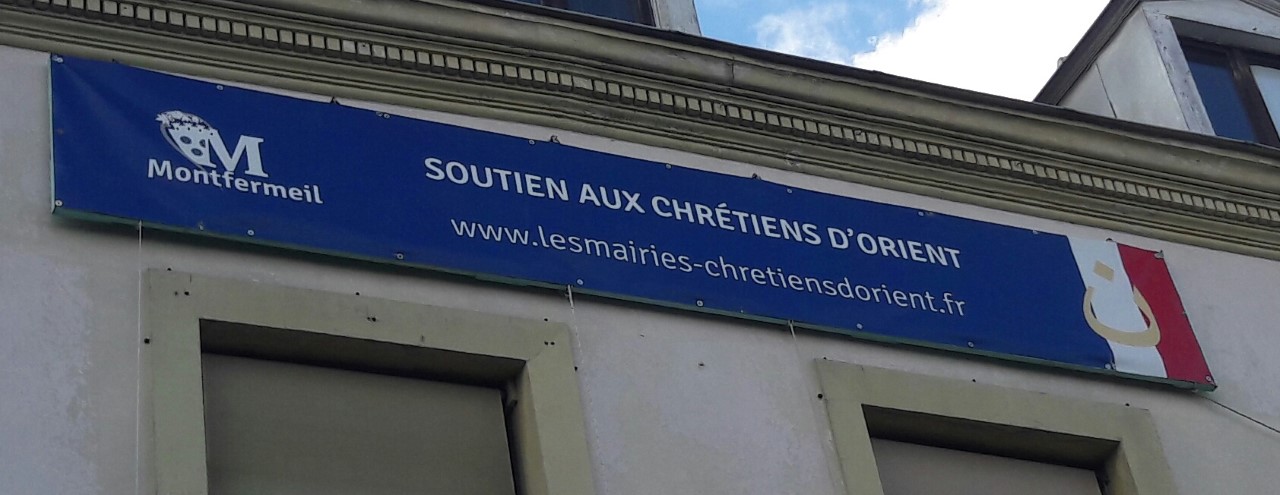 M
Montfermeil
SOUTIEN AUX CHRÉTIENS D'ORIENT
www.lesmairies-chretiensdorient.fr
ن